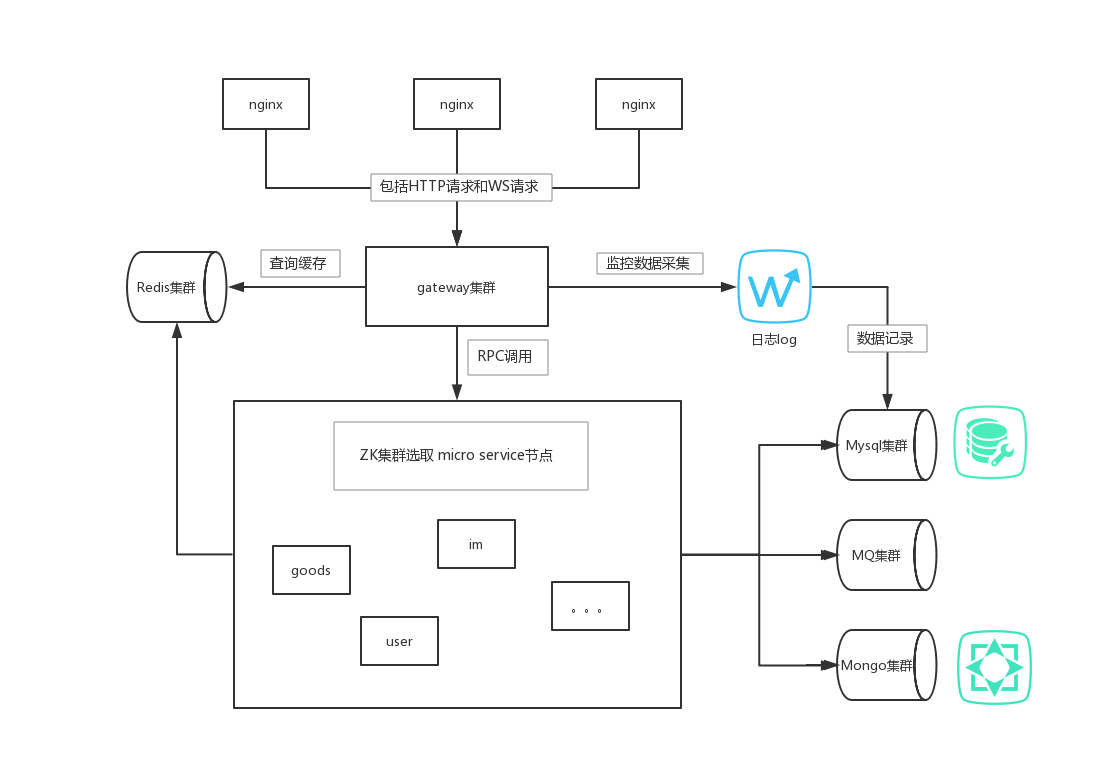 nginx
nginx
nginx
包括HTTP请求和WS请求
查询缓存
监控数据采集
Redis集群
gateway集群
W
日志log
数据记录
RPC调用
ZK集群选取 micro service节点
Mysql集群
im
goods
MQ集群
。。。
user
Mongo集群